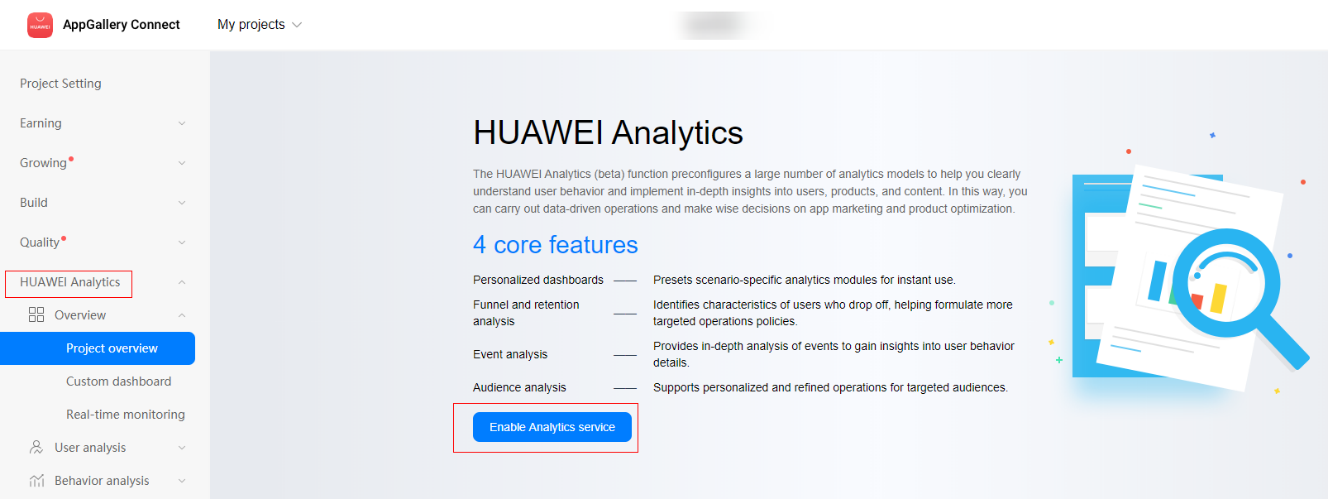 HUAWEI
AppGallery Connect
My projects
Project Setting
Earning
Growing
Build
Quality
HUAWEI Analytics
Overview
Project overview
Custom dashboard
Real-time monitoring
User analysis
Behavior analysis
HUAWEI Analytics
The HUAWEI Analytics (beta) function preconfigures a large number of analytics models to help you clearly
understand user behavior and implement in-depth insights into users, products, and content. In this way, you
can carry out data-driven operations and make wise decisions on app marketing and product optimization.
4 core features
Personalized dashboards — Presets scenario-specific analytics modules for instant use.
Funnel and retention
analysis — Identifies characteristics of users who drop off, helping formulate more
targeted operations policies.
Event analysis — Provides in-depth analysis of events to gain insights into user behavior
details.
Audience analysis — Supports personalized and refined operations for targeted audiences.
Enable Analytics service